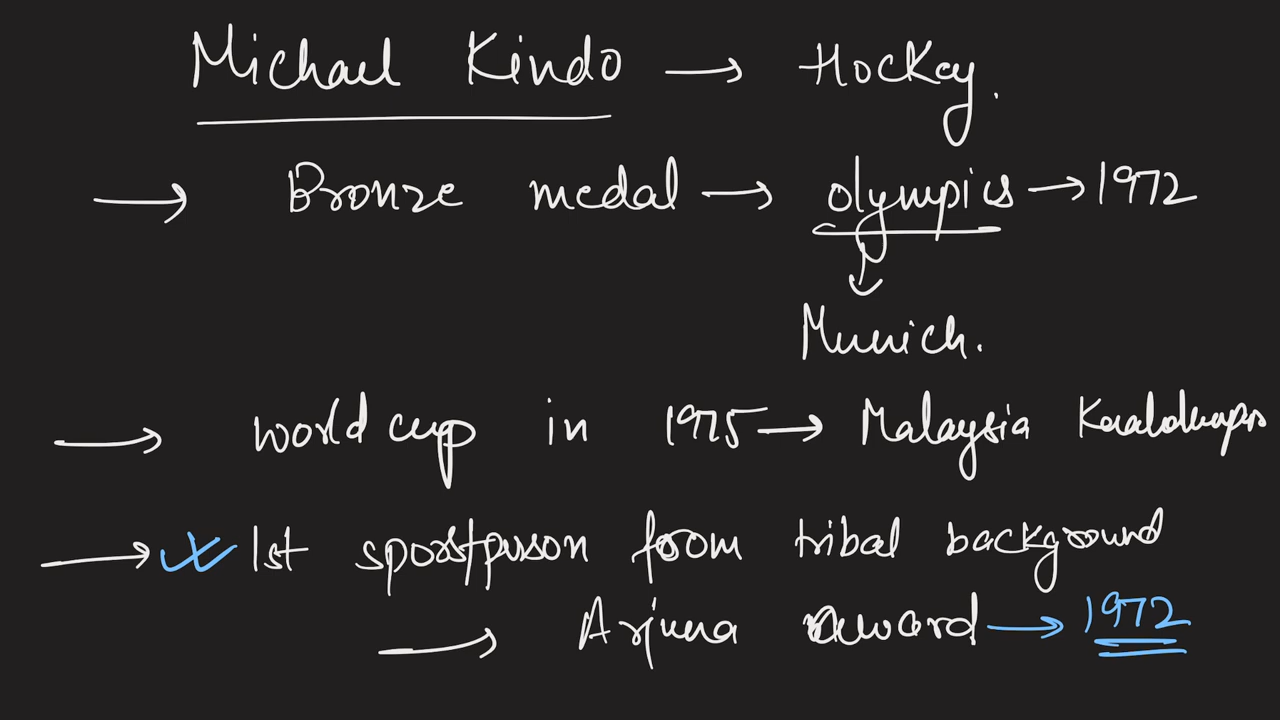 Michael Kindo → Hockey.
→ Bronze medal → olympics → 1972
Munich.
→ world cup in 1975 → Malaysia
→ 1st sportsperson from tribal background
→ Arjuna award → 1972